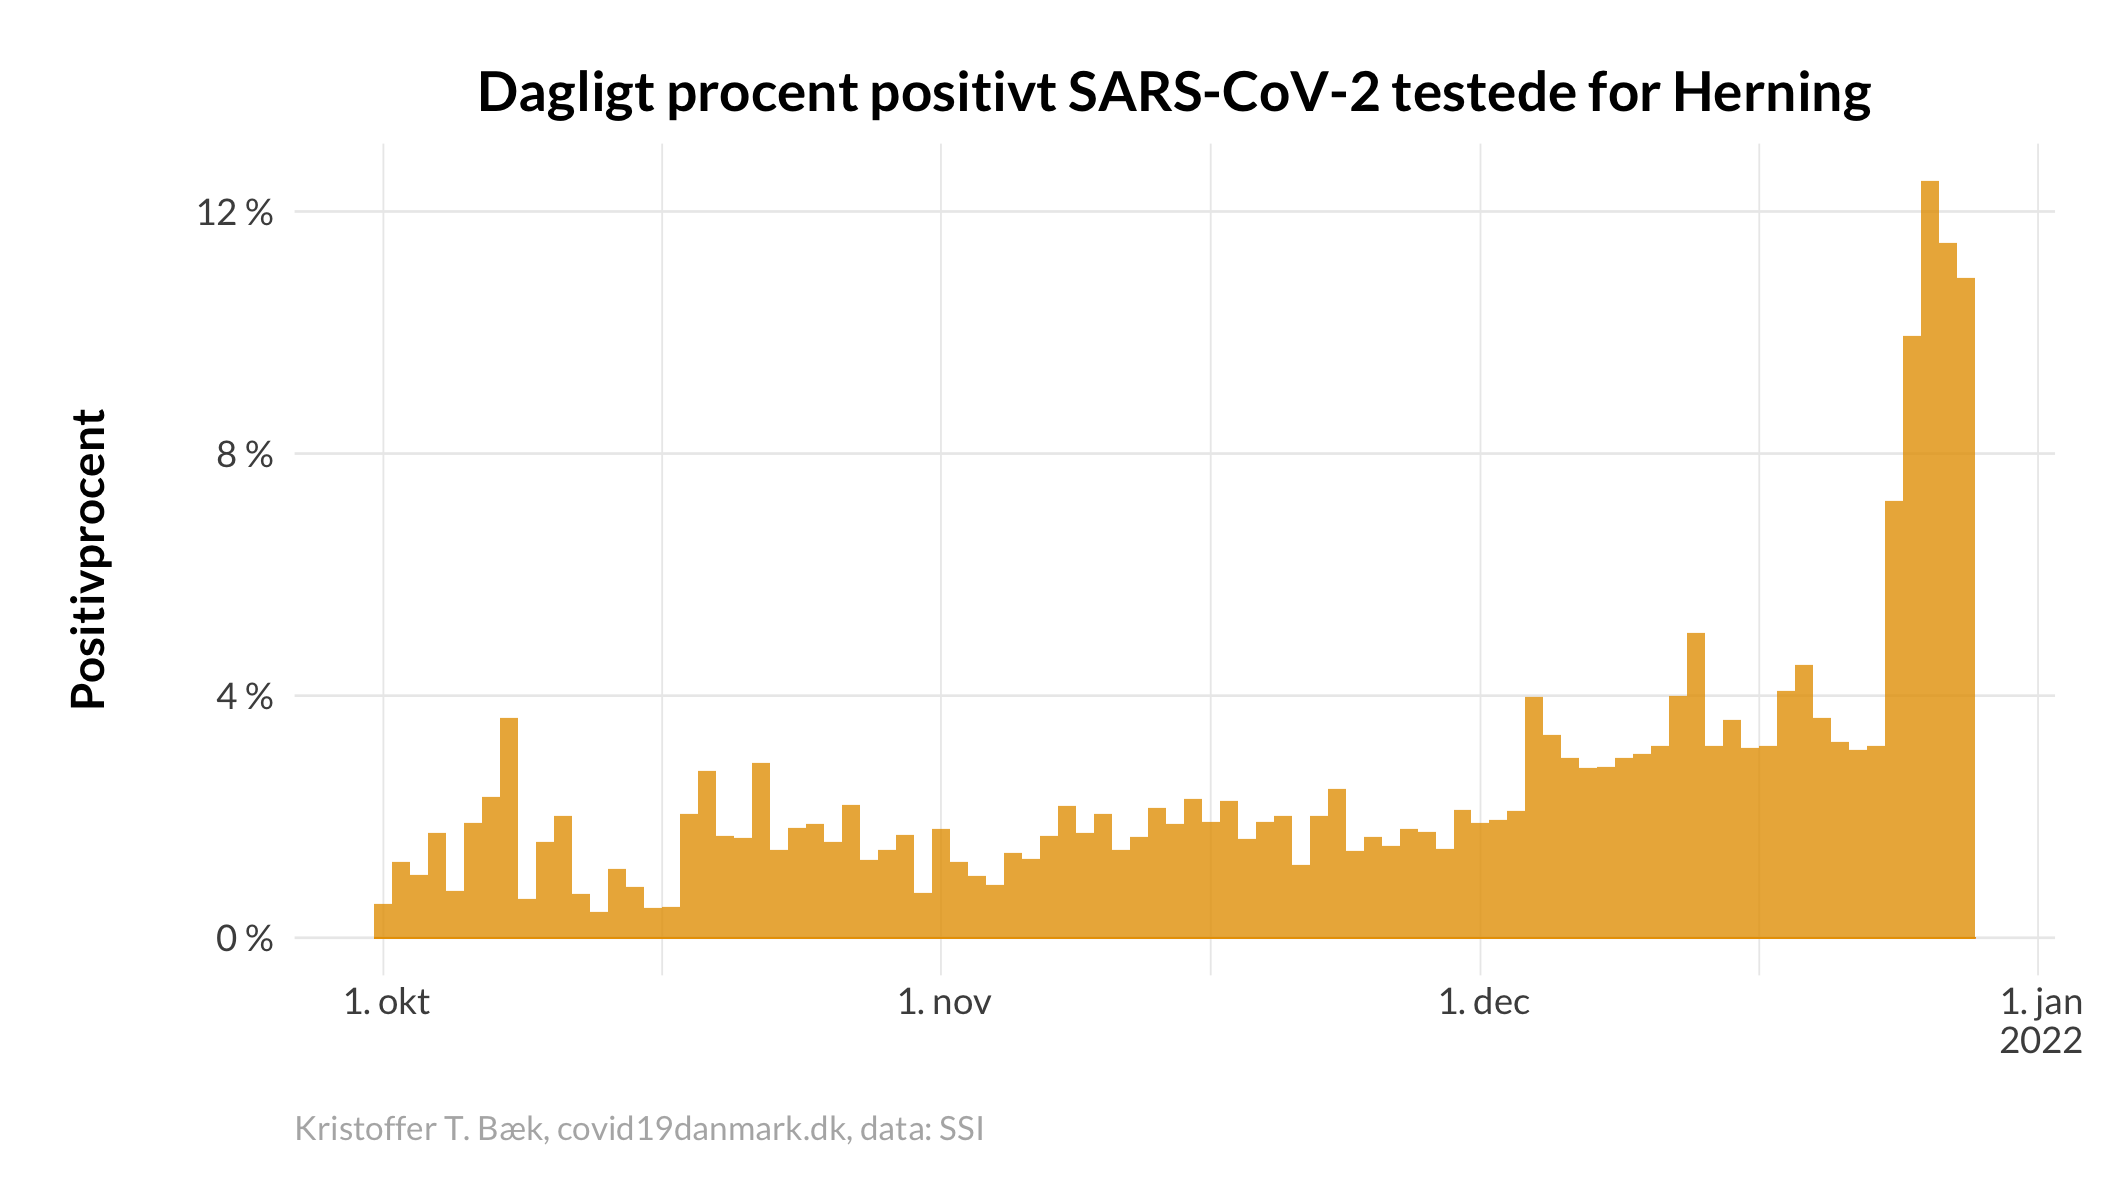 Dagligt procent positivt SARS-CoV-2 testede for Herning
Positivprocent
12 %
8 %
4 %
0 %
1. okt
1. nov
1. dec
1. jan
2022
Kristoffer T. Bæk, covid19danmark.dk, data: SSI